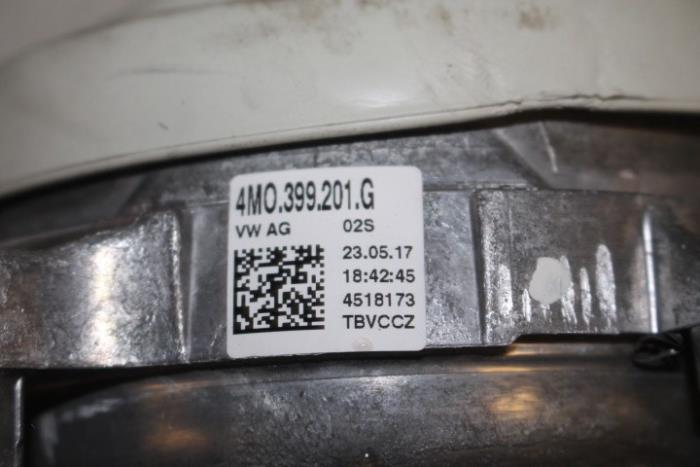 4M0.399.201.G
VW AG 02S
23.05.17
18:42:45
4518173
TBVCCZ